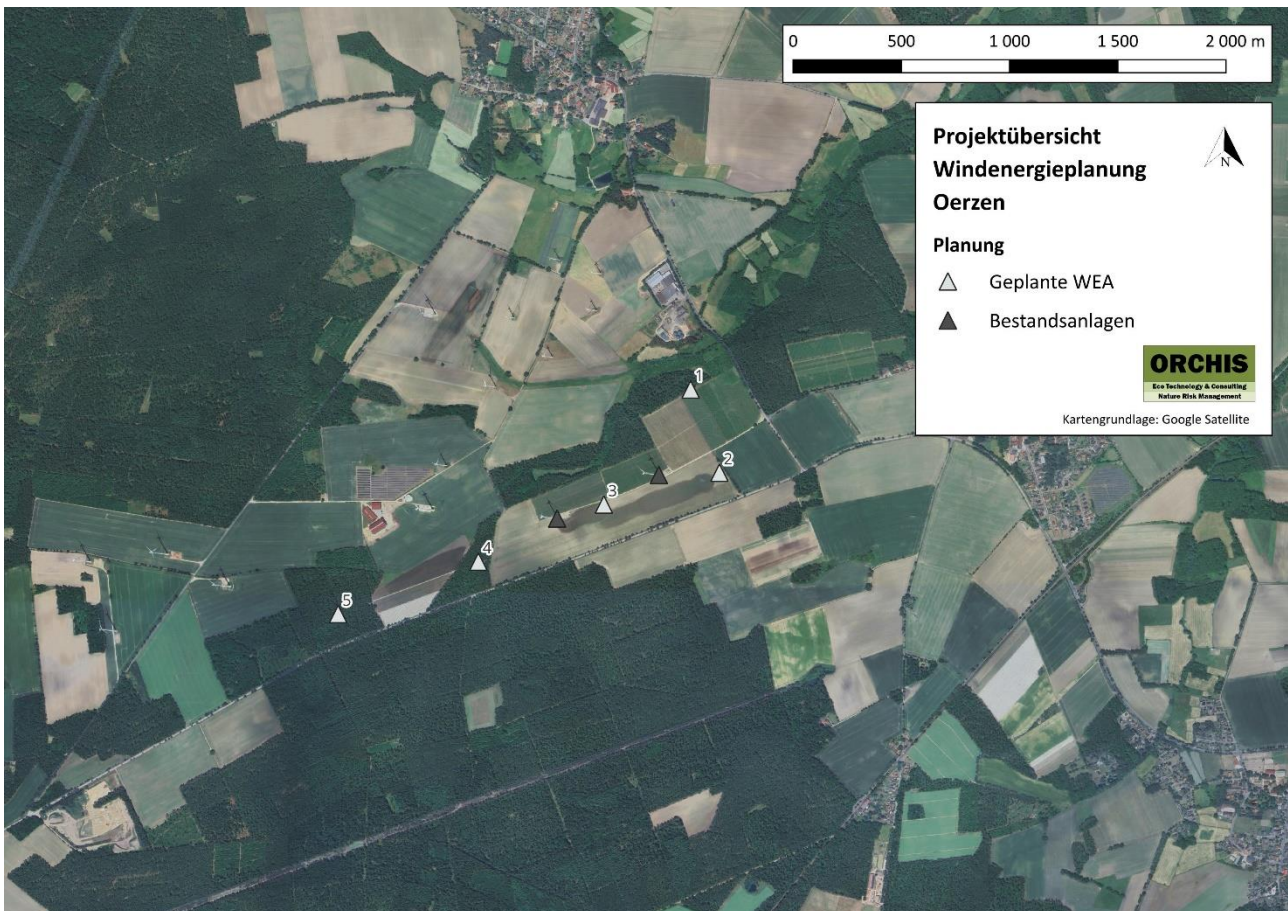 0 500 1 000 1 500 2 000 m
Projektübersicht
Windenergieplanung
Oerzen
N
Planung
Geplante WEA
Bestandsanlagen
ORCHIS
Eco Technology & Consulting
Nature Risk Management
Kartengrundlage: Google Satellite
1
2
3
4
5